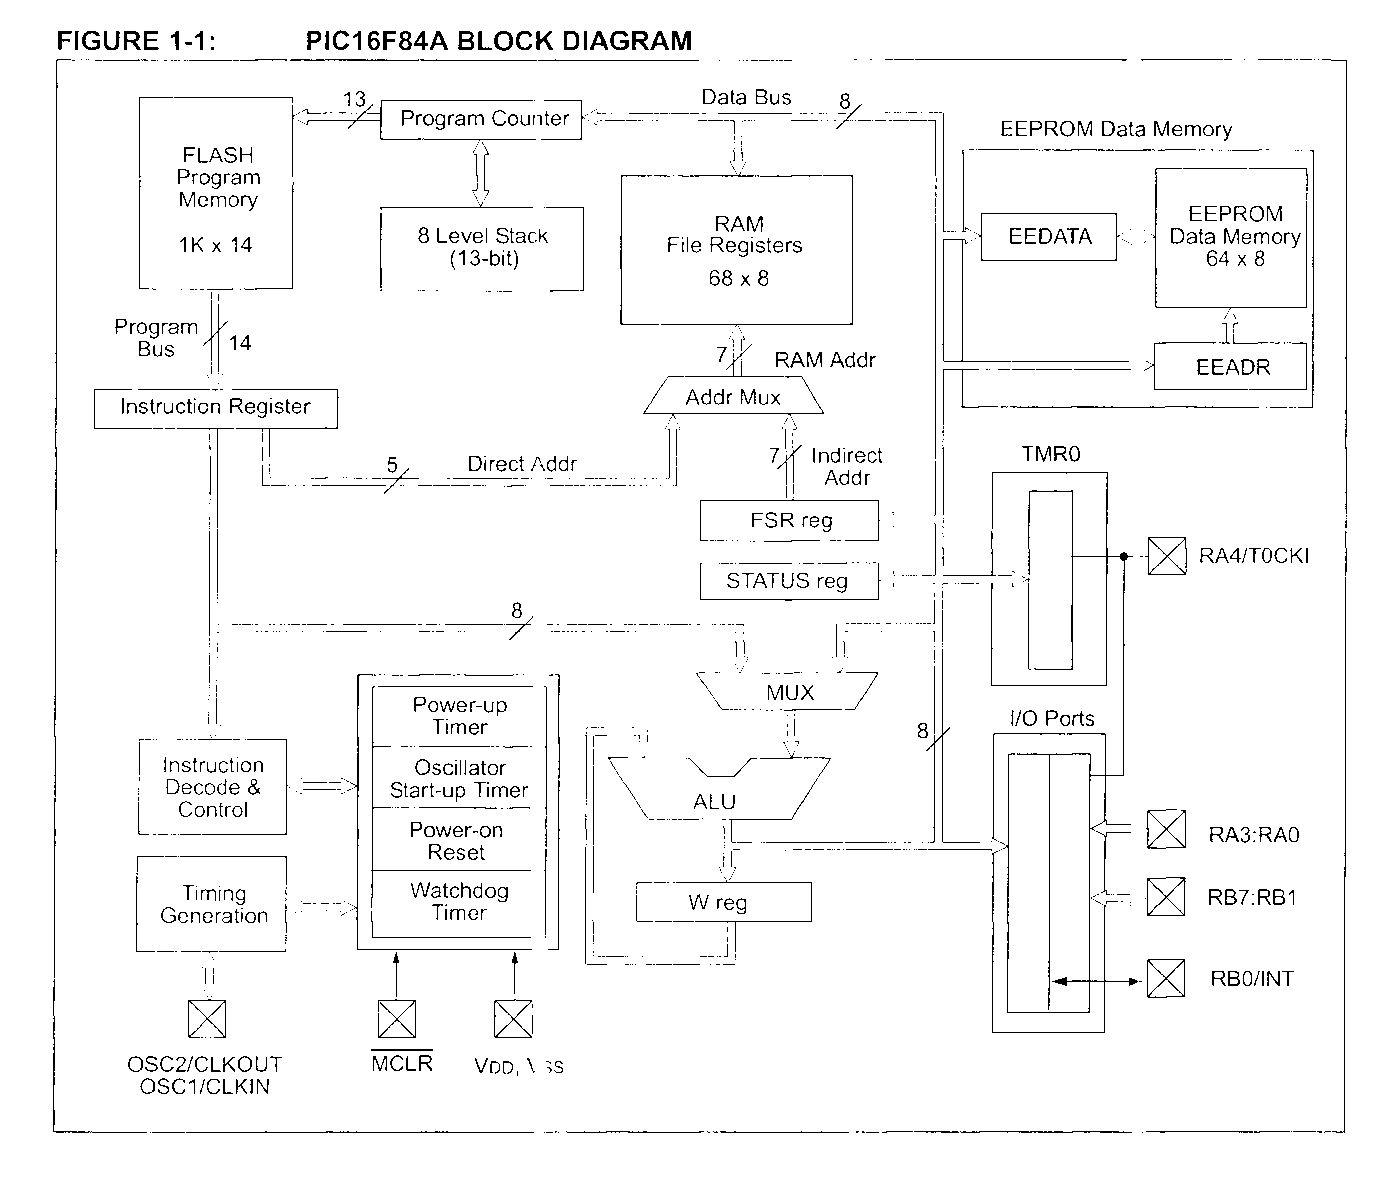 FIGURE 1-1: PIC16F84A BLOCK DIAGRAM
13
Program Counter
Data Bus
8
EEPROM Data Memory
FLASH
Program
Memory
1K x 14
8 Level Stack
(13-bit)
RAM
File Registers
68 x 8
EEDATA
EEPROM
Data Memory
64 x 8
Program
Bus
14
7
RAM Addr
EEADR
Instruction Register
Addr Mux
5
Direct Addr
7
Indirect
Addr
TMR0
FSR reg
RA4/T0CKI
STATUS reg
8
MUX
Power-up
Timer
I/O Ports
8
Instruction
Decode &
Control
Oscillator
Start-up Timer
ALU
Power-on
Reset
RA3:RA0
Timing
Generation
Watchdog
Timer
W reg
RB7:RB1
RB0/INT
OSC2/CLKOUT
OSC1/CLKIN
MCLR
VDD,